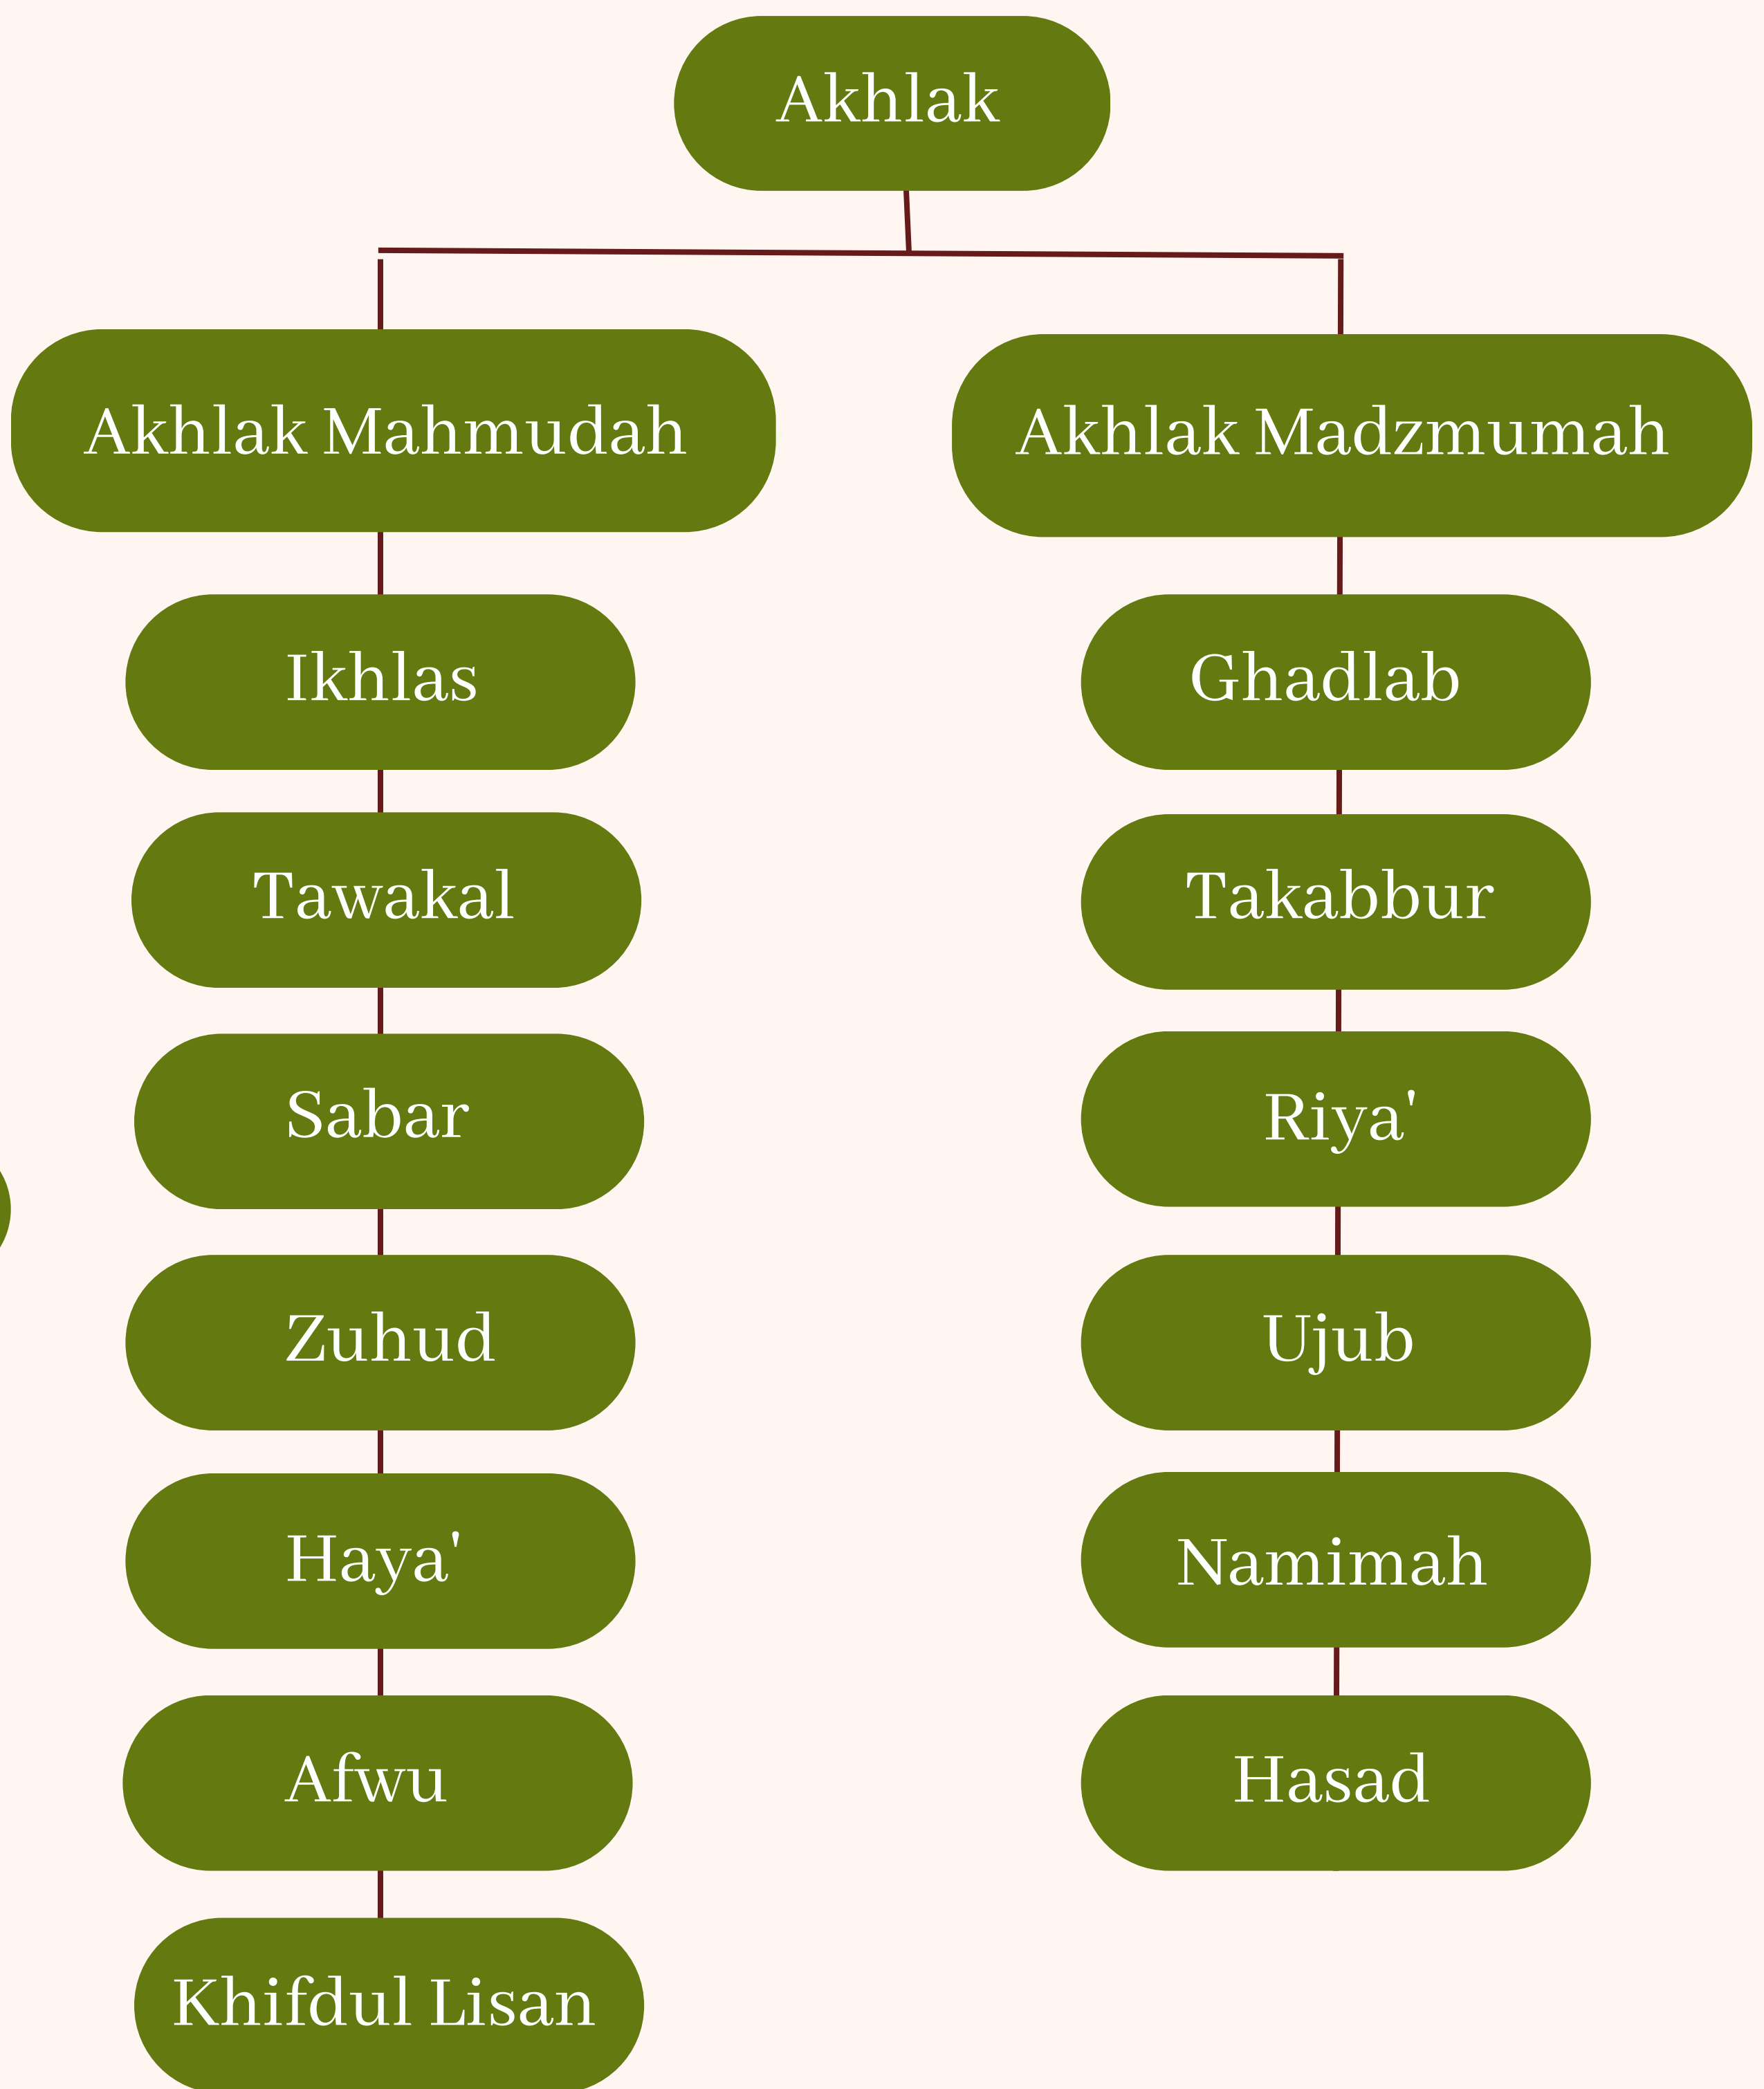 Akhlak
Akhlak Mahmudah
Ikhlas
Tawakal
Sabar
Zuhud
Haya'
Afwu
Khifdul Lisan
Akhlak Madzmumah
Ghadlab
Takabbur
Riya'
Ujub
Namimah
Hasad